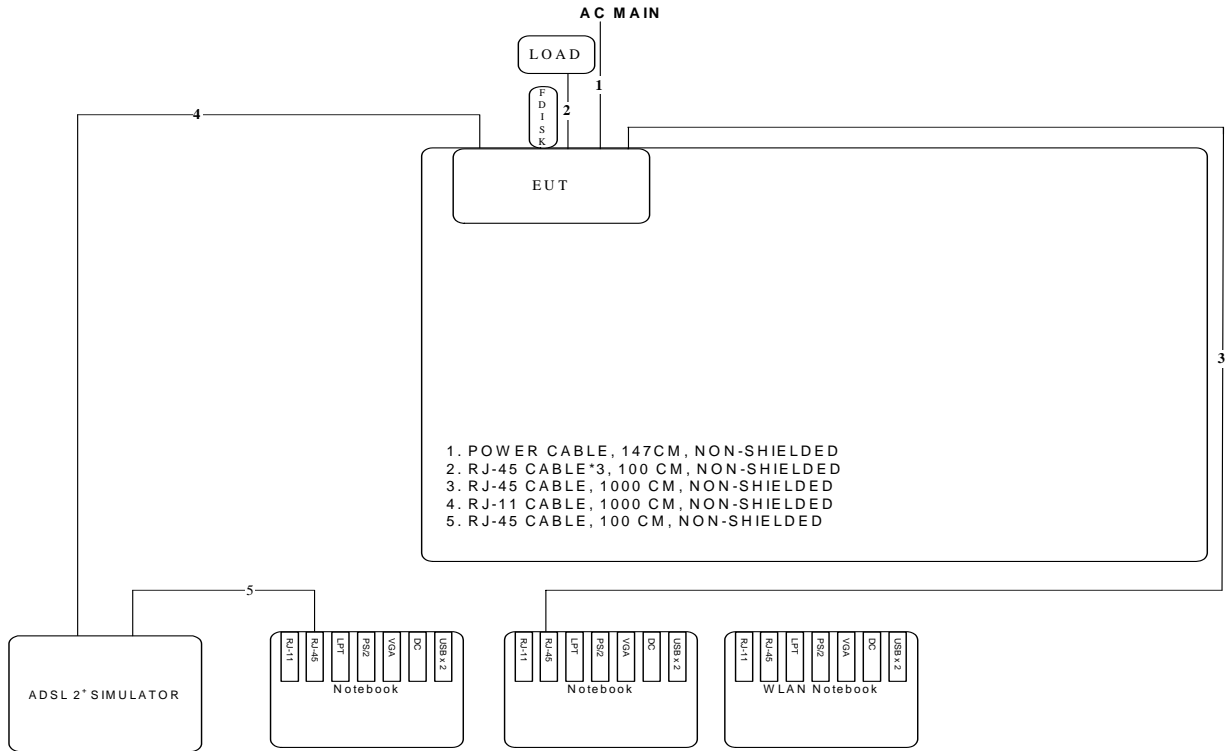 AC MAIN
LOAD
FDISK
1
2
4
3
EUT
3
1. POWER CABLE, 147CM, NON-SHIELDED
2. RJ-45 CABLE*3, 100 CM, NON-SHIELDED
3. RJ-45 CABLE, 1000 CM, NON-SHIELDED
4. RJ-11 CABLE, 1000 CM, NON-SHIELDED
5. RJ-45 CABLE, 100 CM, NON-SHIELDED
5
ADSL 2+ SIMULATOR
RJ-11
RJ-45
LPT
PS/2
VGA
DC
USB x 2
Notebook
RJ-11
RJ-45
LPT
PS/2
VGA
DC
USB x 2
Notebook
RJ-11
RJ-45
LPT
PS/2
VGA
DC
USB x 2
WLAN Notebook